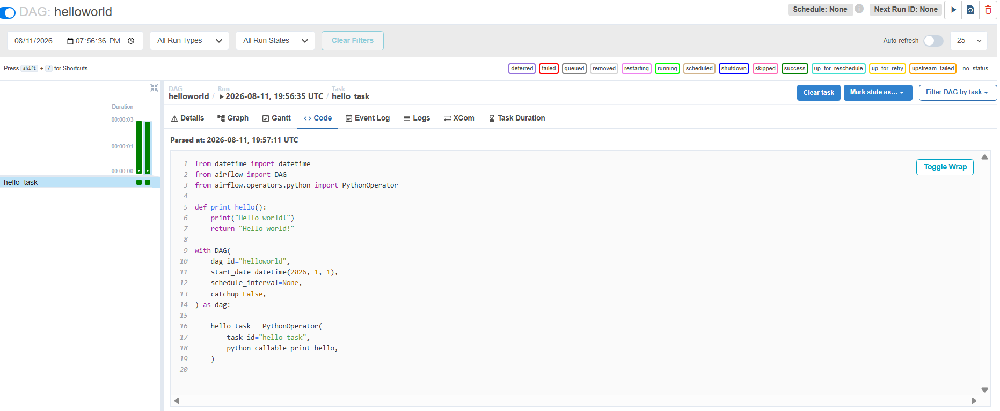 DAG: helloworld
Schedule: None
Next Run ID: None
08/11/2026 07:56:36 PM
All Run Types
All Run States
Clear Filters
Auto-refresh
25
Press shift + / for Shortcuts
deferred failed queued removed restarting running scheduled shutdown skipped success up_for_reschedule up_for_retry upstream_failed no_status
Duration
00:00:03
00:00:01
00:00:00
hello_task
DAG Run Task
helloworld / 2026-08-11, 19:56:35 UTC / hello_task
Clear task
Mark state as...
Filter DAG by task
Details Graph Gantt <> Code Event Log Logs XCom Task Duration
Parsed at: 2026-08-11, 19:57:11 UTC
Toggle Wrap
1 from datetime import datetime
2 from airflow import DAG
3 from airflow.operators.python import PythonOperator
4
5 def print_hello():
6     print("Hello world!")
7     return "Hello world!"
8
9 with DAG(
10     dag_id="helloworld",
11     start_date=datetime(2026, 1, 1),
12     schedule_interval=None,
13     catchup=False,
14 ) as dag:
15
16     hello_task = PythonOperator(
17         task_id="hello_task",
18         python_callable=print_hello,
19     )
20